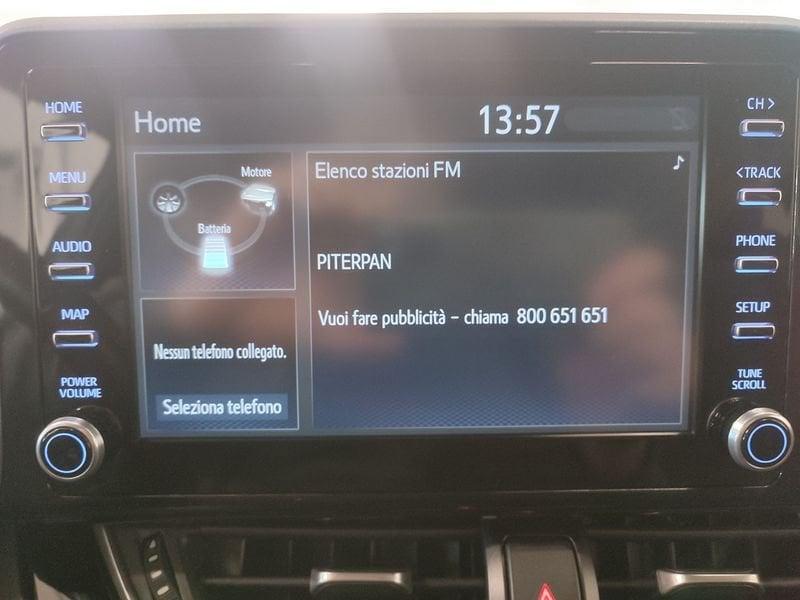 HOME
MENU
AUDIO
MAP
POWER
VOLUME
Home
13:57
Motore
Batteria
Nessun telefono collegato.
Seleziona telefono
Elenco stazioni FM
PITERPAN
Vuoi fare pubblicità - chiama 800 651 651
CH >
< TRACK
PHONE
SETUP
TUNE
SCROLL